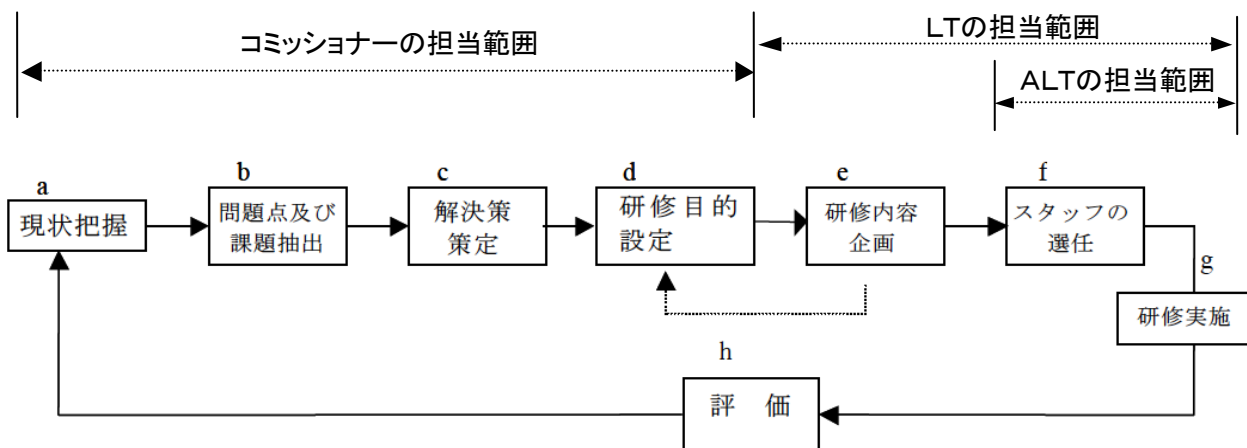 コミッショナーの担当範囲
LTの担当範囲
ALTの担当範囲
a
現状把握
b
問題点及び
課題抽出
c
解決策
策定
d
研修目的
設定
e
研修内容
企画
f
スタッフの
選任
g
研修実施
h
評　価